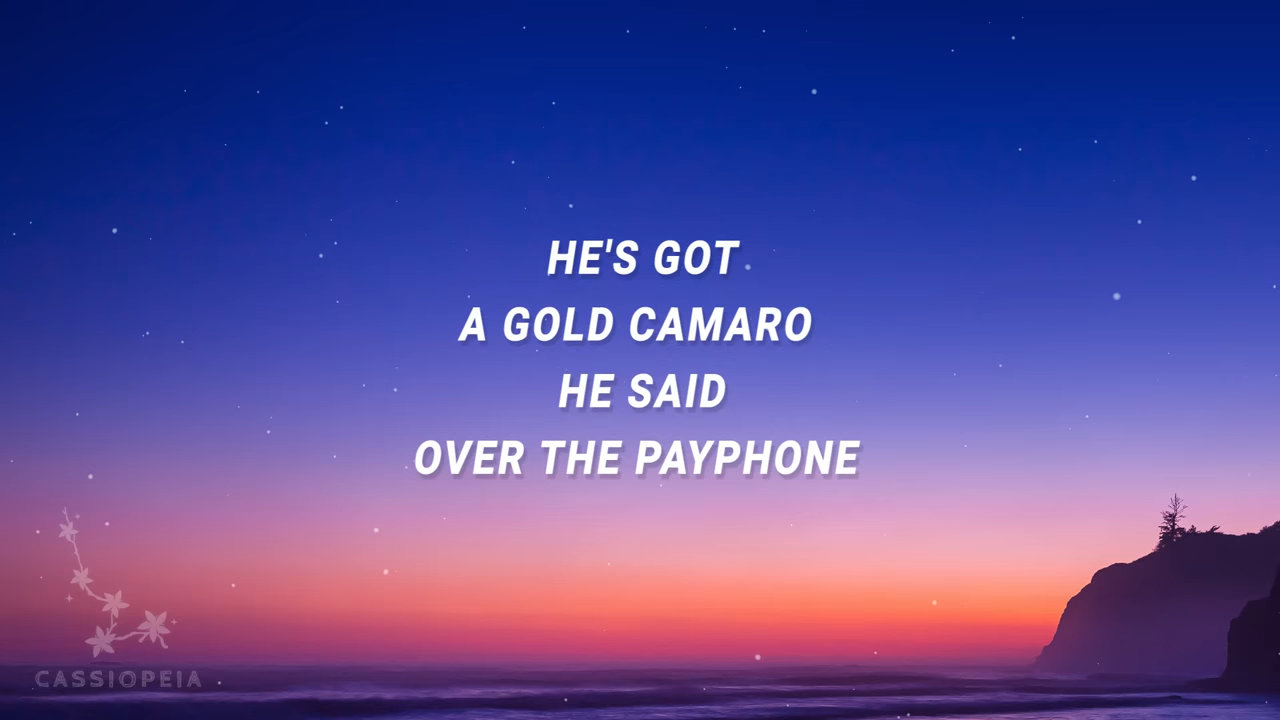 HE'S GOT
A GOLD CAMARO
HE SAID
OVER THE PAYPHONE
CASSIOPEIA